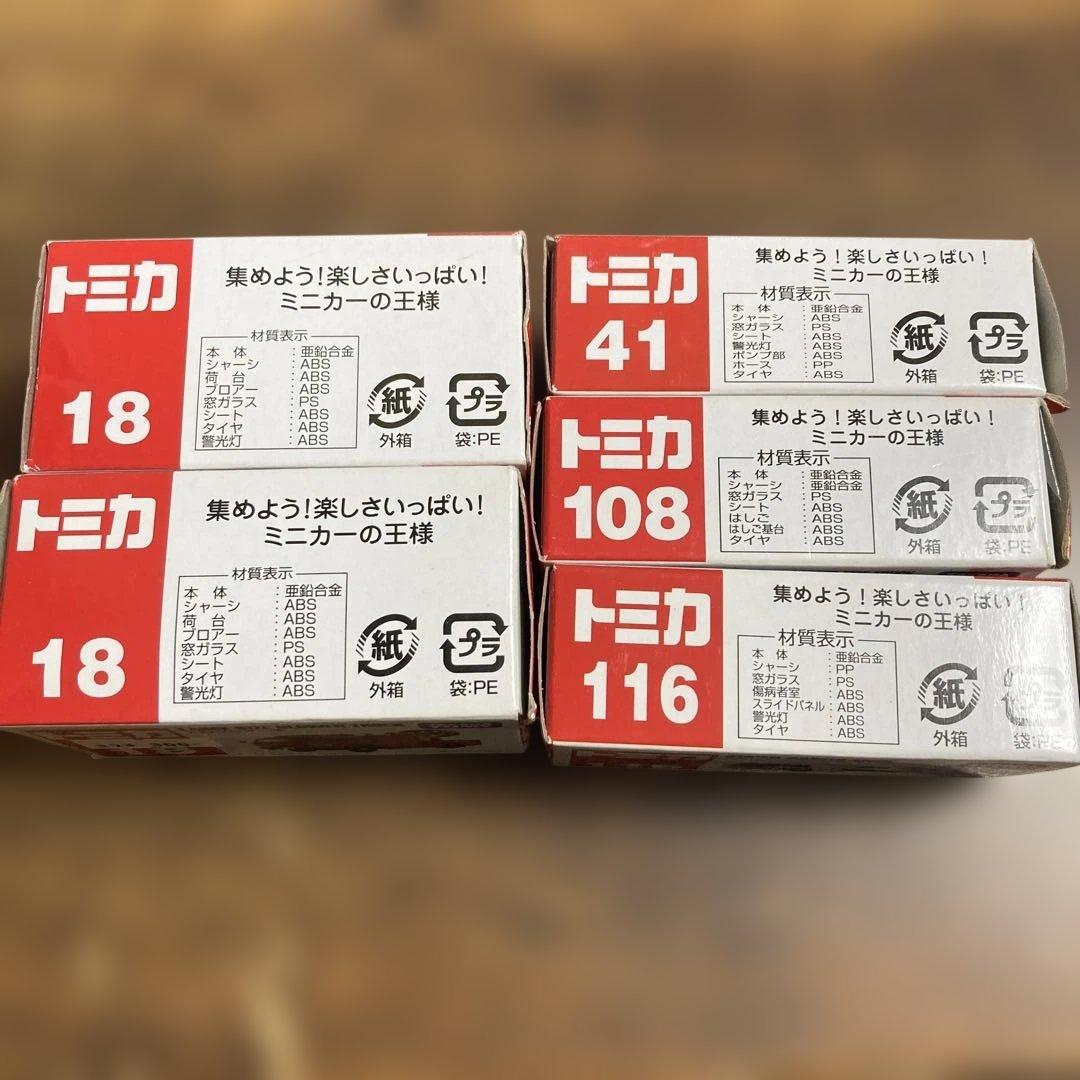 トミカ
18
集めよう!楽しさいっぱい!
ミニカーの王様
材質表示
本体:亜鉛合金
シャーシ:ABS
荷台:ABS
ブロアー:ABS
窓ガラス:PS
シート:ABS
タイヤ:ABS
警光灯:ABS
紙
外箱
プラ
袋:PE
トミカ
18
集めよう!楽しさいっぱい!
ミニカーの王様
材質表示
本体:亜鉛合金
シャーシ:ABS
荷台:ABS
ブロアー:ABS
窓ガラス:PS
シート:ABS
タイヤ:ABS
警光灯:ABS
紙
外箱
プラ
袋:PE
トミカ
41
集めよう!楽しさいっぱい!
ミニカーの王様
材質表示
本体:亜鉛合金
シャーシ:ABS
窓ガラス:PS
シート:ABS
警光灯:ABS
ポンプ部:ABS
ホース:PP
タイヤ:ABS
紙
外箱
プラ
袋:PE
トミカ
108
集めよう!楽しさいっぱい!
ミニカーの王様
材質表示
本体:亜鉛合金
シャーシ:亜鉛合金
窓ガラス:PS
シート:ABS
はしご:ABS
はしご基台:ABS
タイヤ:ABS
紙
外箱
プラ
袋:PE
トミカ
116
集めよう!楽しさいっぱい!
ミニカーの王様
材質表示
本体:亜鉛合金
シャーシ:PP
窓ガラス:PS
傷病者室:ABS
スライドパネル:ABS
警光灯:ABS
タイヤ:ABS
紙
外箱
プラ
袋:PE